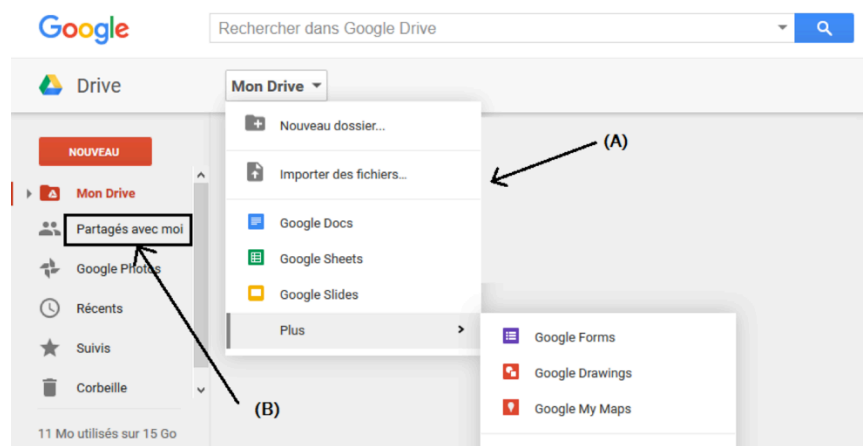 Google
Rechercher dans Google Drive
Drive
Mon Drive
Nouveau dossier...
(A)
NOUVEAU
Importer des fichiers...
Mon Drive
Partagés avec moi
Google Docs
Google Sheets
Google Photos
Google Slides
Récents
Plus
Google Forms
Suivis
Google Drawings
Corbeille
(B)
Google My Maps
11 Mo utilisés sur 15 Go